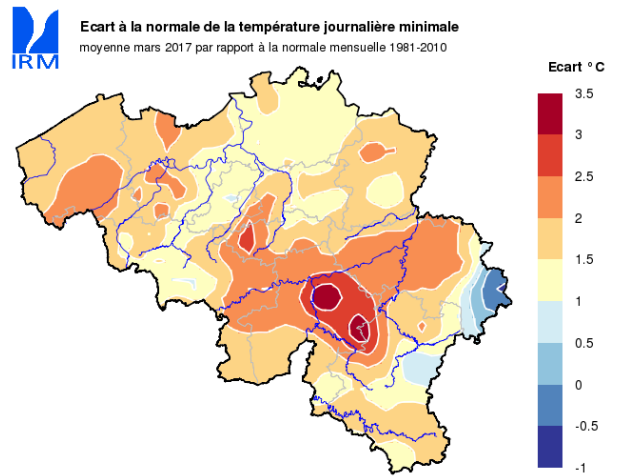 Ecart à la normale de la température journalière minimale
moyenne mars 2017 par rapport à la normale mensuelle 1981-2010
IRM
Ecart °C
3.5
3
2.5
2
1.5
1
0.5
0
-0.5
-1